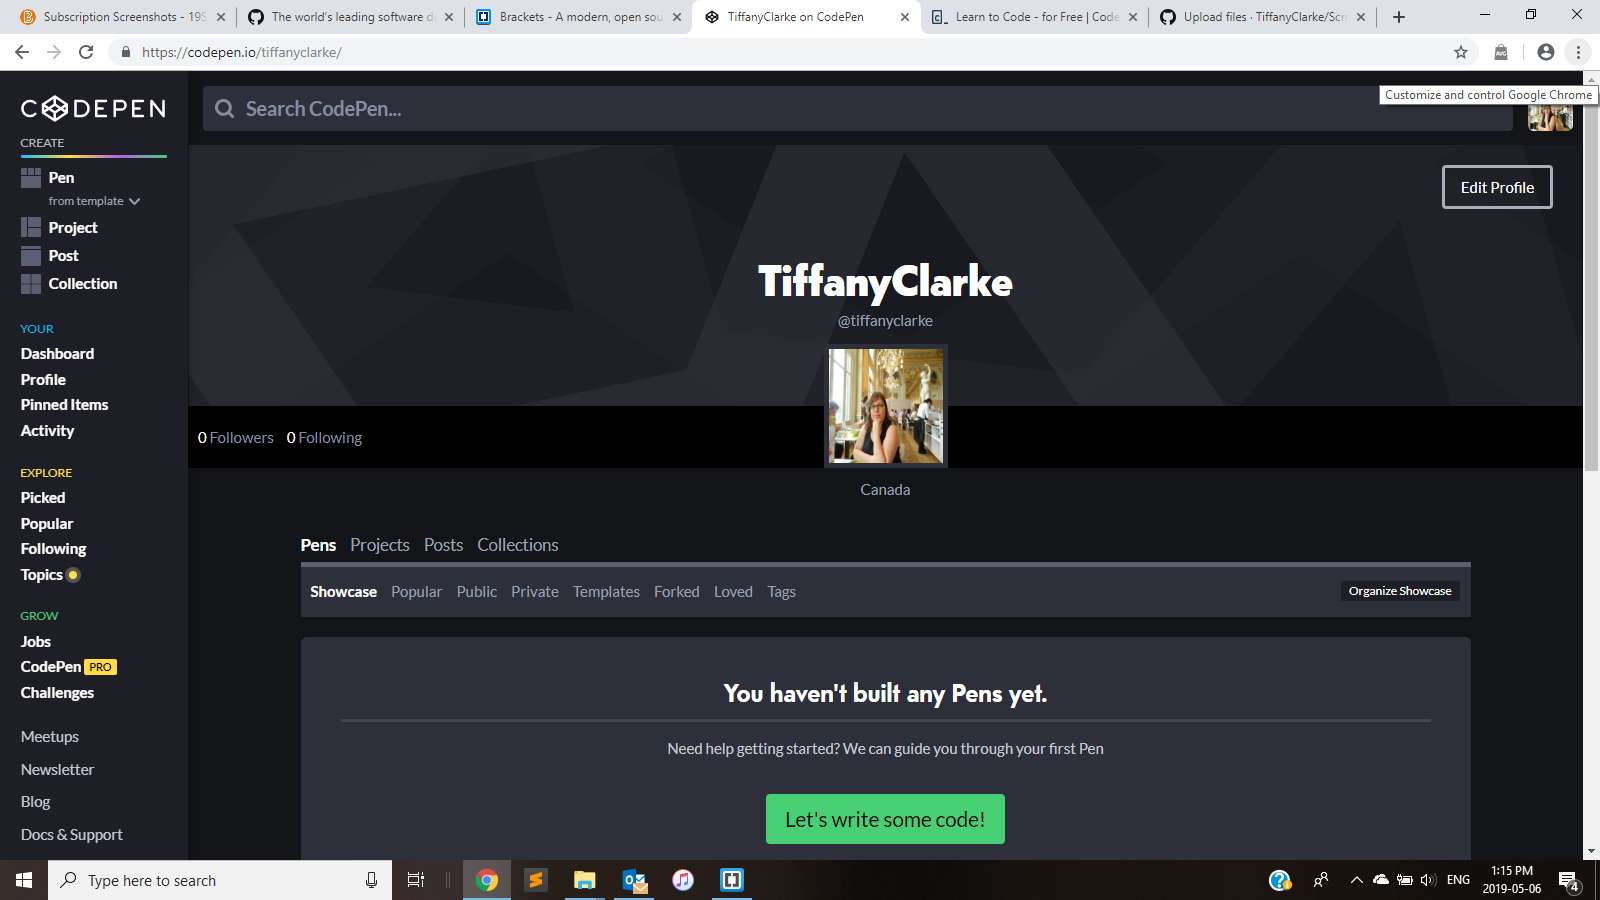 Subscription Screenshots - 19S
The world's leading software d
Brackets - A modern, open sou
TiffanyClarke on CodePen
Learn to Code - for Free | Code
Upload files · TiffanyClarke/Scr
https://codepen.io/tiffanyclarke/
AVG
Customize and control Google Chrome
CODEPEN
Search CodePen...
CREATE
Pen
from template
Project
Post
Collection
YOUR
Dashboard
Profile
Pinned Items
Activity
EXPLORE
Picked
Popular
Following
Topics
GROW
Jobs
CodePen PRO
Challenges
Meetups
Newsletter
Blog
Docs & Support
Edit Profile
TiffanyClarke
@tiffanyclarke
0 Followers 0 Following
Canada
Pens Projects Posts Collections
Showcase Popular Public Private Templates Forked Loved Tags
Organize Showcase
You haven't built any Pens yet.
Need help getting started? We can guide you through your first Pen
Let's write some code!
Type here to search
ENG
1:15 PM
2019-05-06
4